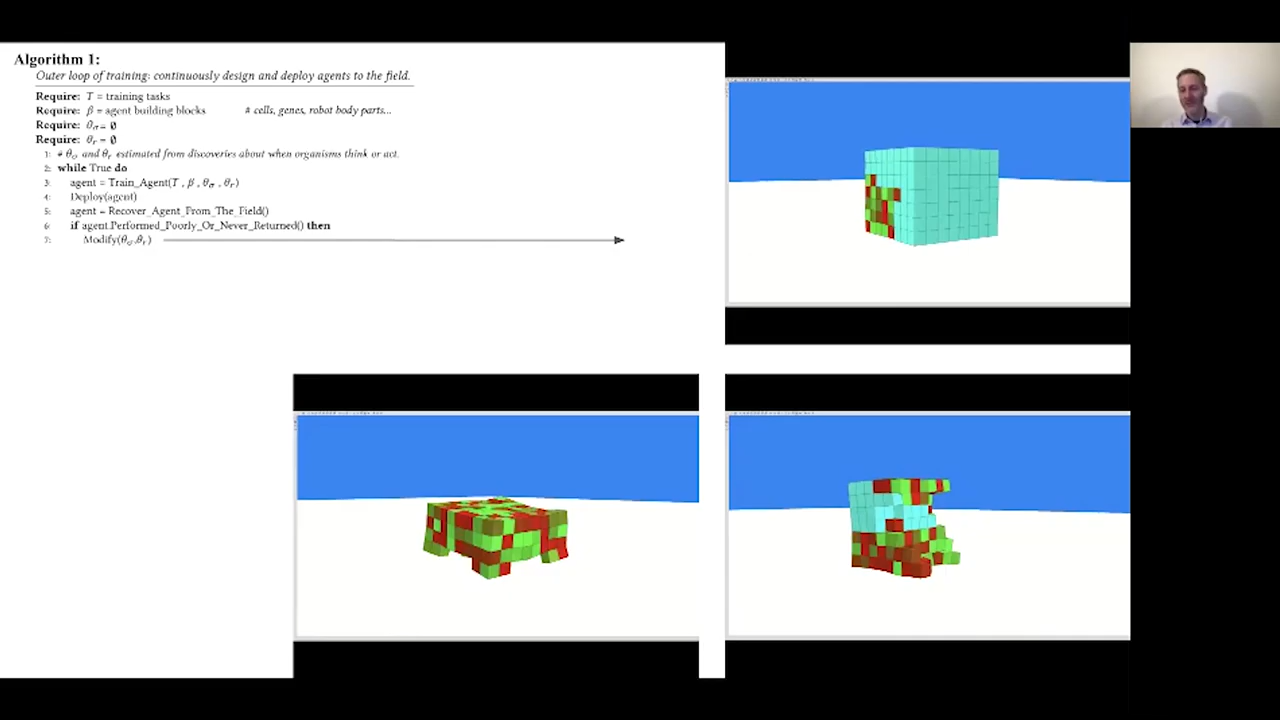 Algorithm 1:
Outer loop of training: continuously design and deploy agents to the field.
Require: T = training tasks
Require: β = agent building blocks # cells, genes, robot body parts...
Require: θσ = ∅
Require: θr = ∅
1: # θσ and θr estimated from discoveries about when organisms think or act.
2: while True do
3: agent = Train_Agent(T , β , θσ , θr)
4: Deploy(agent)
5: agent = Recover_Agent_From_The_Field()
6: if agent.Performed_Poorly_Or_Never_Returned() then
7: Modify(θσ,θr)